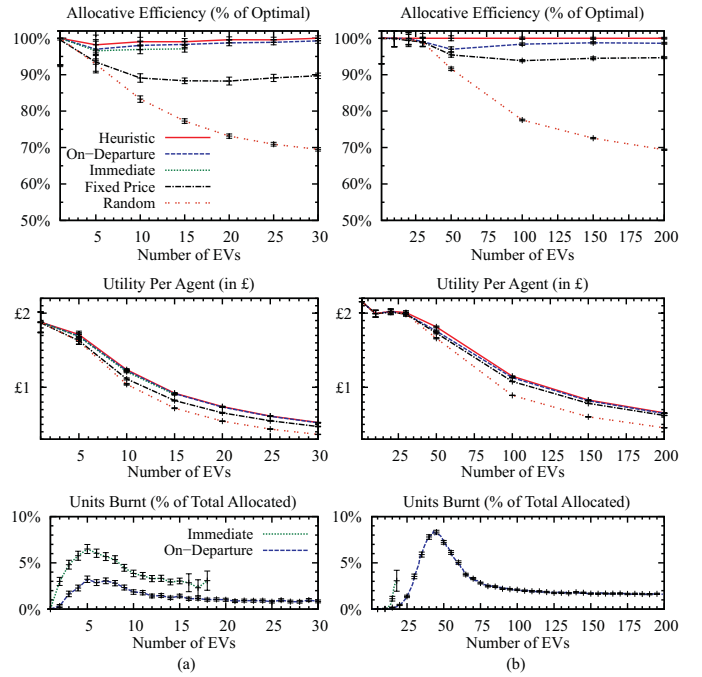 Allocative Efficiency (% of Optimal)
100%
90%
80%
70%
60%
50%
Heuristic
On−Departure
Immediate
Fixed Price
Random
5 10 15 20 25 30
Number of EVs
Allocative Efficiency (% of Optimal)
100%
90%
80%
70%
60%
50%
25 50 75 100 125 150 175 200
Number of EVs
Utility Per Agent (in £)
£2
£1
5 10 15 20 25 30
Number of EVs
Utility Per Agent (in £)
£2
£1
25 50 75 100 125 150 175 200
Number of EVs
Units Burnt (% of Total Allocated)
10%
5%
0%
Immediate
On−Departure
5 10 15 20 25 30
Number of EVs
(a)
Units Burnt (% of Total Allocated)
10%
5%
0%
25 50 75 100 125 150 175 200
Number of EVs
(b)